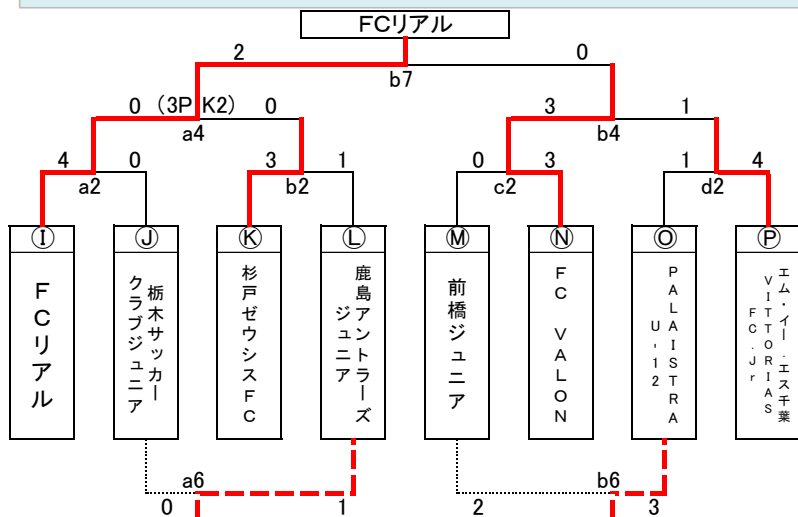 FCリアル
2 0
b7
0 (3PK2) 0 3 1
a4 b4
4 0 3 1 0 3 1 4
a2 b2 c2 d2
Ⓘ Ⓙ Ⓚ Ⓛ Ⓜ Ⓝ Ⓞ Ⓟ
FCリアル
栃木サッカー
クラブジュニア
杉戸ゼウシスFC
鹿島アントラーズ
ジュニア
前橋ジュニア
FC VALON
PALAISTRA
U-12
エム・イー.エス千葉
VITTORIAS
FC.Jr
a6 b6
0 1 2 3